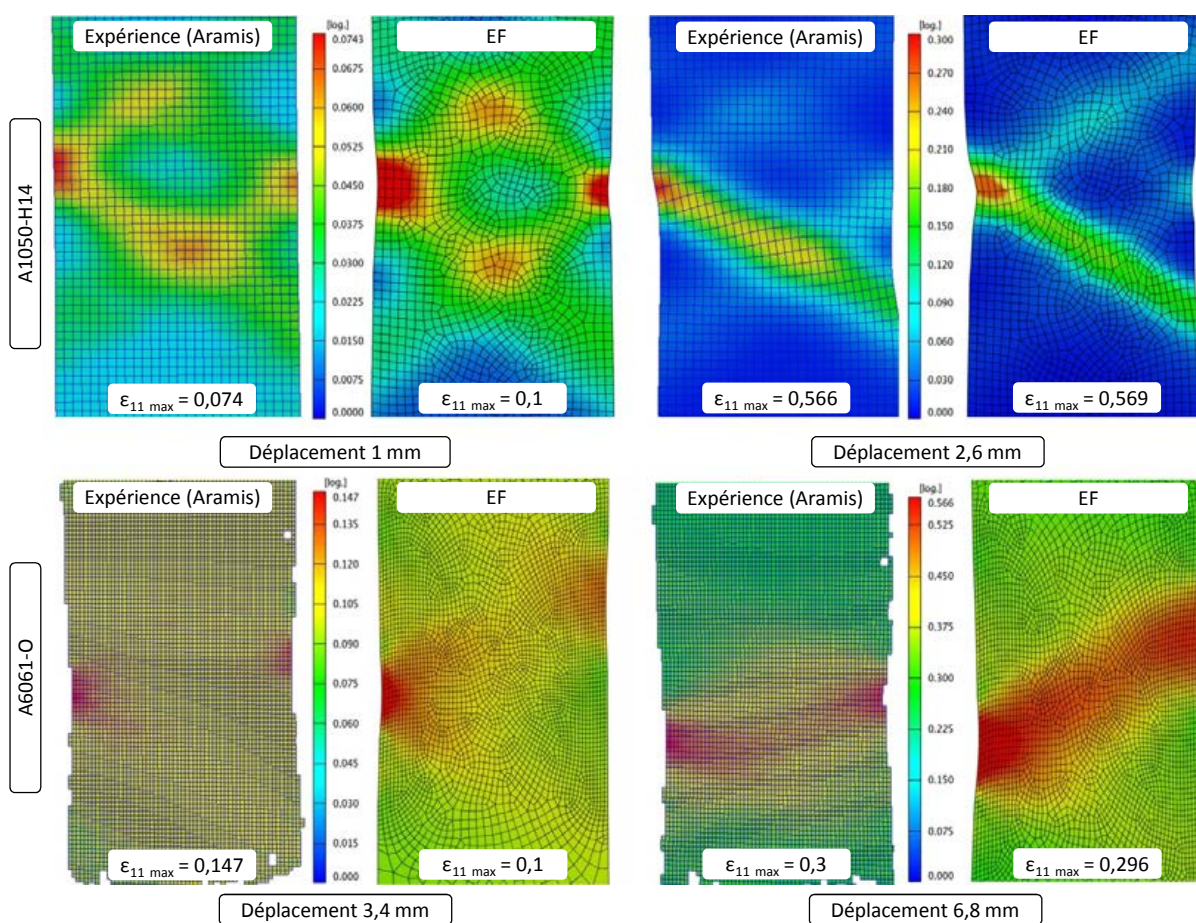 Expérience (Aramis)
[log.]
0.0743
0.0675
0.0600
0.0525
0.0450
0.0375
0.0300
0.0225
0.0150
0.0075
0.0000
EF
Expérience (Aramis)
[log.]
0.300
0.270
0.240
0.210
0.180
0.150
0.120
0.090
0.060
0.030
0.000
EF
A1050-H14
ε11 max = 0,074
ε11 max = 0,1
ε11 max = 0,566
ε11 max = 0,569
Déplacement 1 mm
Déplacement 2,6 mm
Expérience (Aramis)
[log.]
0.147
0.135
0.120
0.105
0.090
0.075
0.060
0.045
0.030
0.015
0.000
EF
Expérience (Aramis)
[log.]
0.566
0.525
0.450
0.375
0.300
0.225
0.150
0.075
0.000
EF
A6061-O
ε11 max = 0,147
ε11 max = 0,1
ε11 max = 0,3
ε11 max = 0,296
Déplacement 3,4 mm
Déplacement 6,8 mm